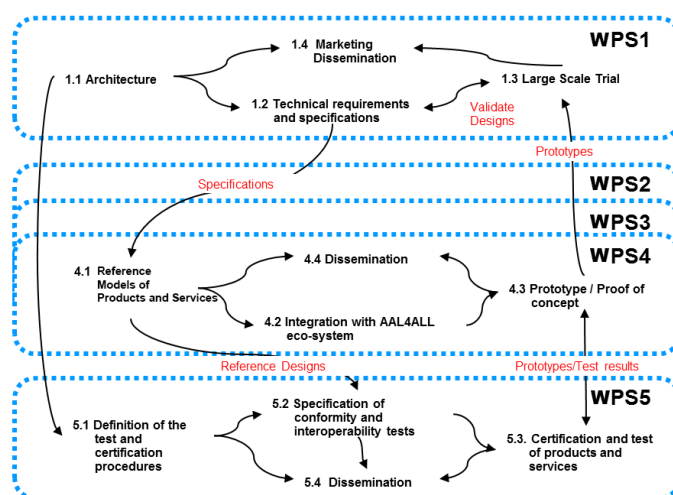 WPS1
1.4 Marketing
Dissemination
1.1 Architecture
1.3 Large Scale Trial
1.2 Technical requirements
and specifications
Validate
Designs
Prototypes
WPS2
Specifications
WPS3
WPS4
4.1 Reference
Models of
Products and Services
4.4 Dissemination
4.3 Prototype / Proof of
concept
4.2 Integration with AAL4ALL
eco-system
Reference Designs
Prototypes/Test results
WPS5
5.1 Definition of the
test and
certification
procedures
5.2 Specification of
conformity and
interoperability tests
5.3. Certification and test
of products and
services
5.4 Dissemination